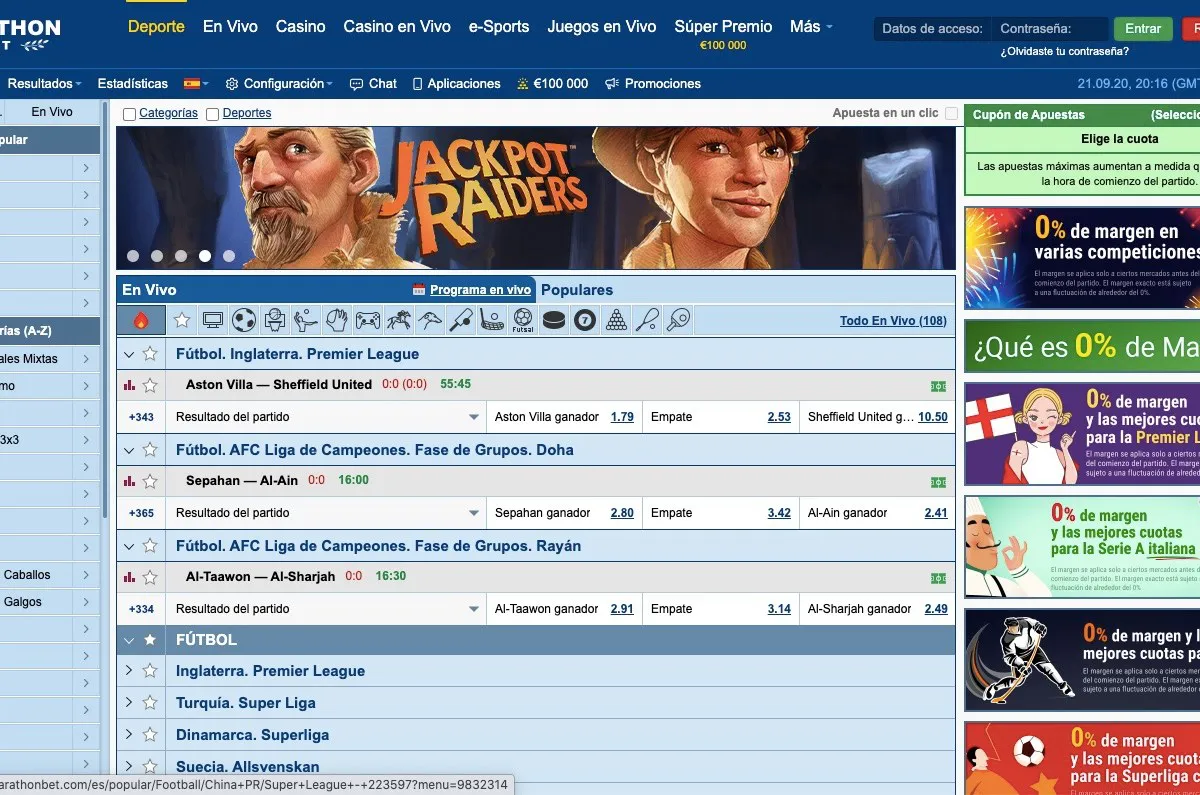 THON
T
Deporte En Vivo Casino Casino en Vivo e-Sports Juegos en Vivo Súper Premio Más
€100 000
Datos de acceso: Contraseña: Entrar R
¿Olvidaste tu contraseña?
Resultados Estadísticas Configuración Chat Aplicaciones €100 000 Promociones
21.09.20, 20:16 (GMT
En Vivo
pular
rías (A-Z)
ales Mixtas
mo
3x3
Caballos
Galgos
Categorías Deportes
Apuesta en un clic
JACKPOT
RAIDERS
En Vivo Programa en vivo Populares
Futsal
7
Todo En Vivo (108)
Fútbol. Inglaterra. Premier League
Aston Villa — Sheffield United 0:0 (0:0) 55:45
+343 Resultado del partido Aston Villa ganador 1.79 Empate 2.53 Sheffield United g... 10.50
Fútbol. AFC Liga de Campeones. Fase de Grupos. Doha
Sepahan — Al-Ain 0:0 16:00
+365 Resultado del partido Sepahan ganador 2.80 Empate 3.42 Al-Ain ganador 2.41
Fútbol. AFC Liga de Campeones. Fase de Grupos. Rayán
Al-Taawon — Al-Sharjah 0:0 16:30
+334 Resultado del partido Al-Taawon ganador 2.91 Empate 3.14 Al-Sharjah ganador 2.49
FÚTBOL
Inglaterra. Premier League
Turquía. Super Liga
Dinamarca. Superliga
Suecia. Allsvenskan
Cupón de Apuestas (Selecci
Elige la cuota
Las apuestas máximas aumentan a medida q
la hora de comienzo del partido.
0% de margen en
varias competiciones
El margen se aplica solo a ciertos mercados antes del
comienzo del partido. El margen exacto está sujeto
a una fluctuación de alrededor del 0%.
¿Qué es 0% de Ma
0% de margen
y las mejores cuo
para la Premier L
El margen se aplica solo a ciertos mer
del comienzo del partido. El margen e
sujeto a una fluctuación de alrededor
0% de margen
y las mejores cuotas
para la Serie A italiana
El margen se aplica solo a ciertos mercados antes d
comienzo del partido. El margen exacto está sujeto
fluctuación de alrededor del 0%
0% de margen y l
mejores cuotas pa
El margen se aplica solo a ciertos mer
del comienzo del partido. El margen e
sujeto a una fluctuación de alrededor
0% de margen
y las mejores cuo
para la Superliga c
arathonbet.com/es/popular/Football/China+PR/Super+League+-+223597?menu=9832314